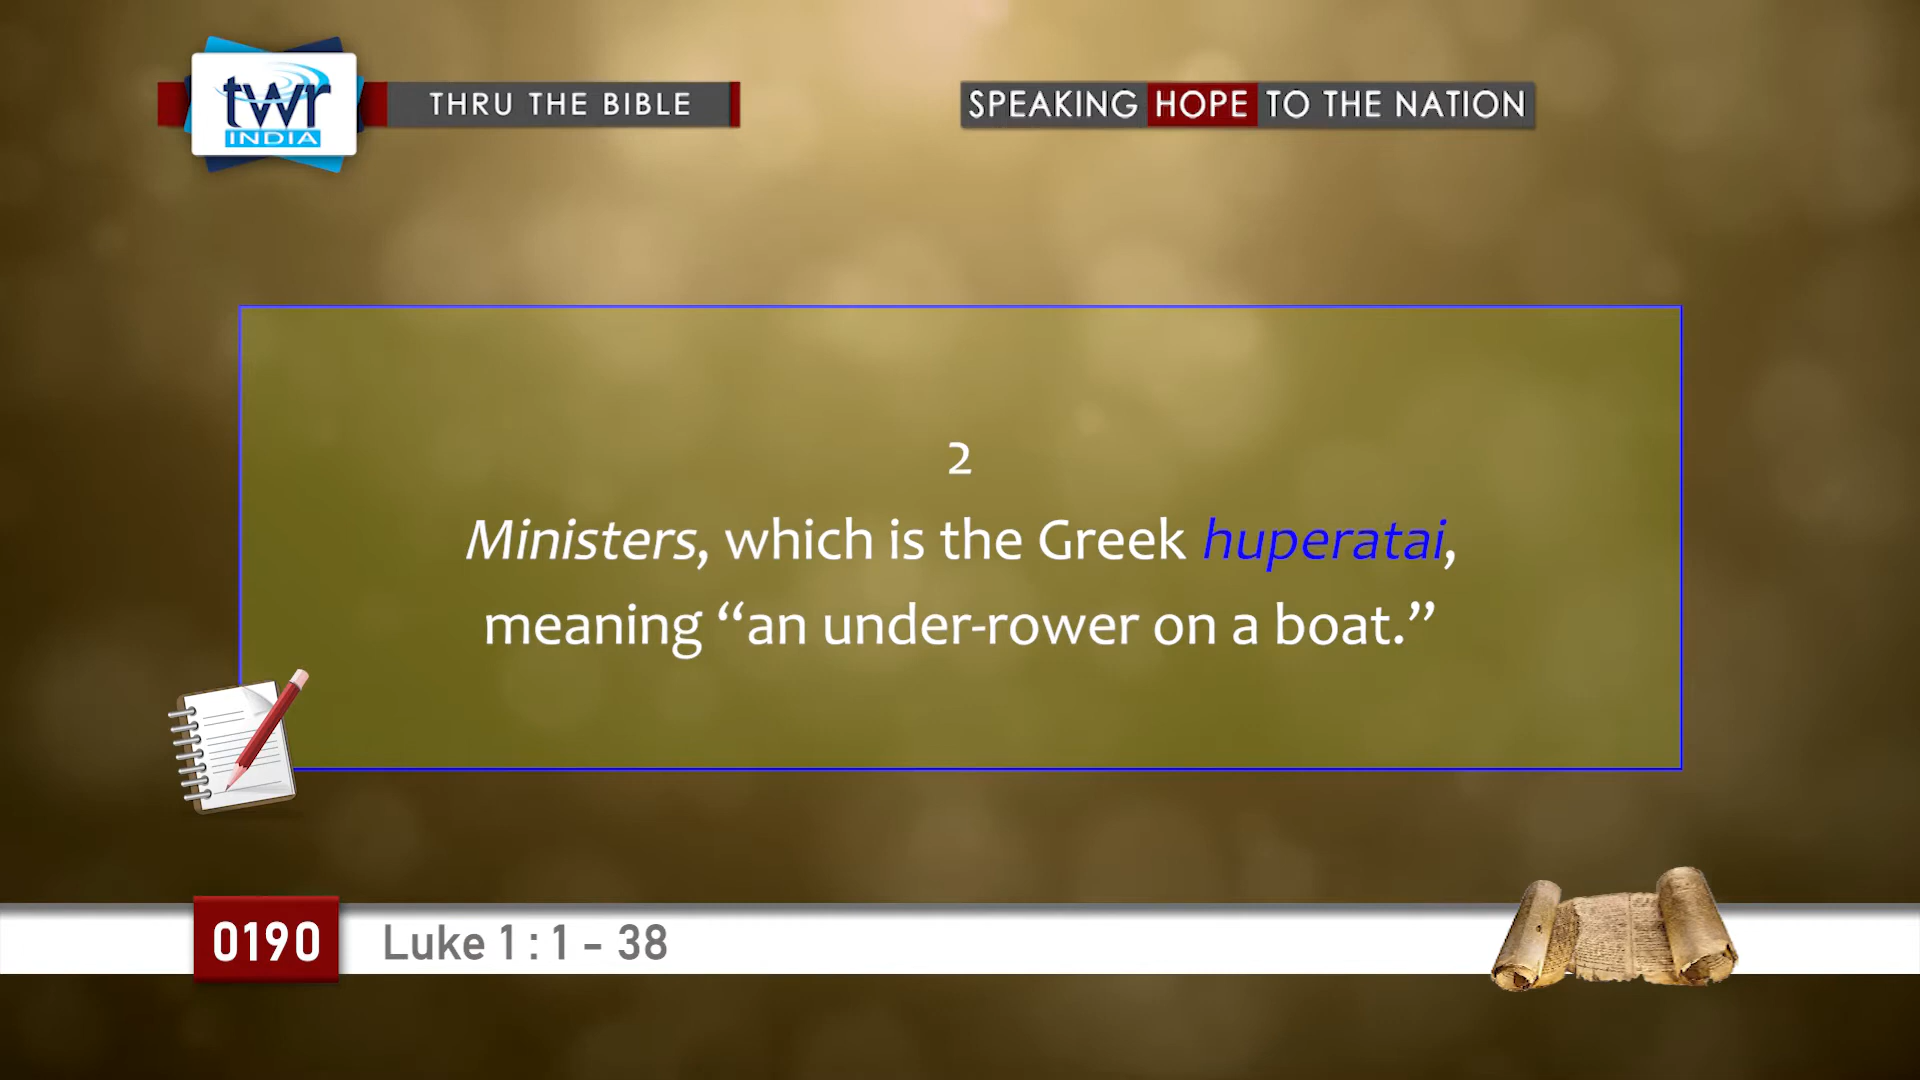 twr
INDIA
THRU THE BIBLE
SPEAKING HOPE TO THE NATION
2
Ministers, which is the Greek huperatai,
meaning “an under-rower on a boat.”
0190
Luke 1 : 1 - 38